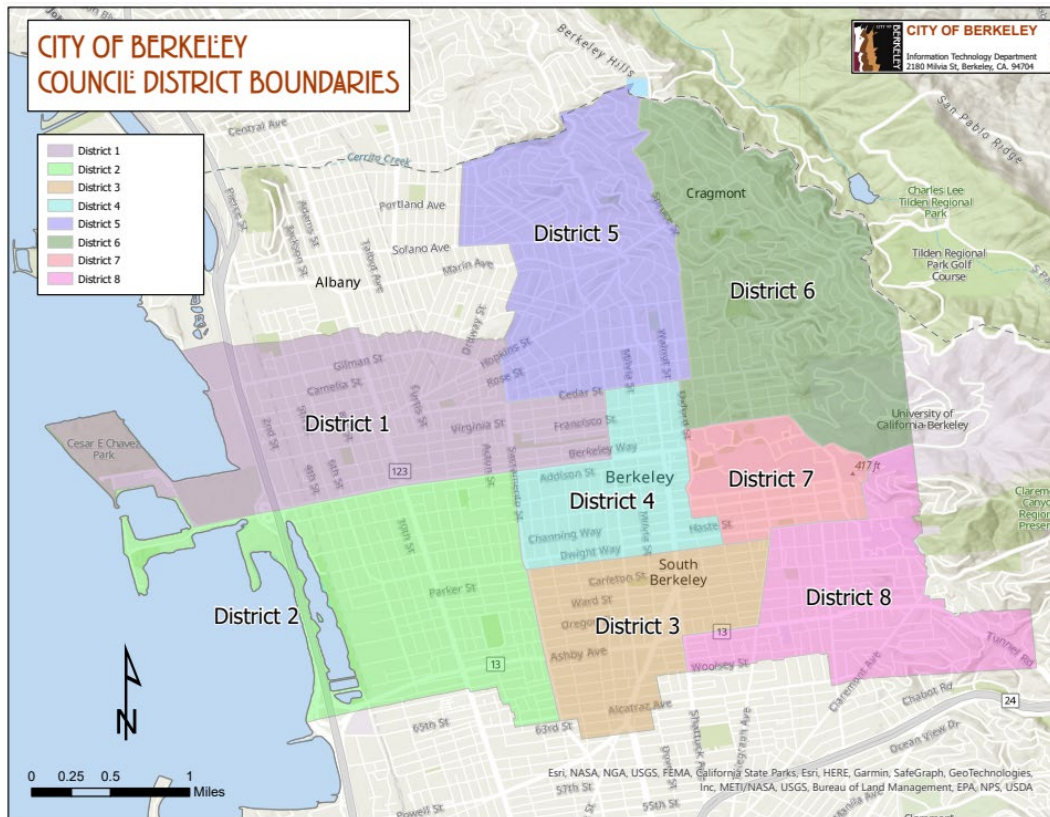 CITY OF BERKELEY
COUNCIL DISTRICT BOUNDARIES
CITY OF
BERKELEY
CITY OF BERKELEY
Information Technology Department
2180 Milvia St, Berkeley, CA. 94704
District 1
District 2
District 3
District 4
District 5
District 6
District 7
District 8
Berkeley Hills
San Pablo Ridge
Central Ave
Cerrito Creek
Portland Ave
Pierce St
Adams St
Jackson St
Talbot Ave
Solano Ave
Marin Ave
Albany
Ordway St
Spruce St
Cragmont
Charles Lee
Tilden Regional
Park
Tilden Regional
Park Golf
Course
District 5
District 6
Gilman St
Hopkins St
Rose St
Camelia St
Curtis St
Milvia St
Walnut St
Cedar St
Oxford St
University of
California-Berkeley
District 1
Virginia St
Francisco St
Berkeley Way
Cesar E Chavez
Park
2nd St
4th St
6th St
Acton St
Sacramento St
123
Addison St
Berkeley
District 4
District 7
417 ft
10th St
Channing Way
Milvia St
Haste St
Dwight Way
South
Berkeley
Parker St
Carleton St
Ward St
District 2
District 3
District 8
13
Ashby Ave
13
Woolsey St
Tunnel Rd
Claremont Ave
Chabot Rd
24
Alcatraz Ave
65th St
63rd St
Shattuck Ave
Ocean View Dr
57th St
55th St
Powell St
N
0 0.25 0.5 1
Miles
Esri, NASA, NGA, USGS, FEMA, California State Parks, Esri, HERE, Garmin, SafeGraph, GeoTechnologies,
Inc, METI/NASA, USGS, Bureau of Land Management, EPA, NPS, USDA